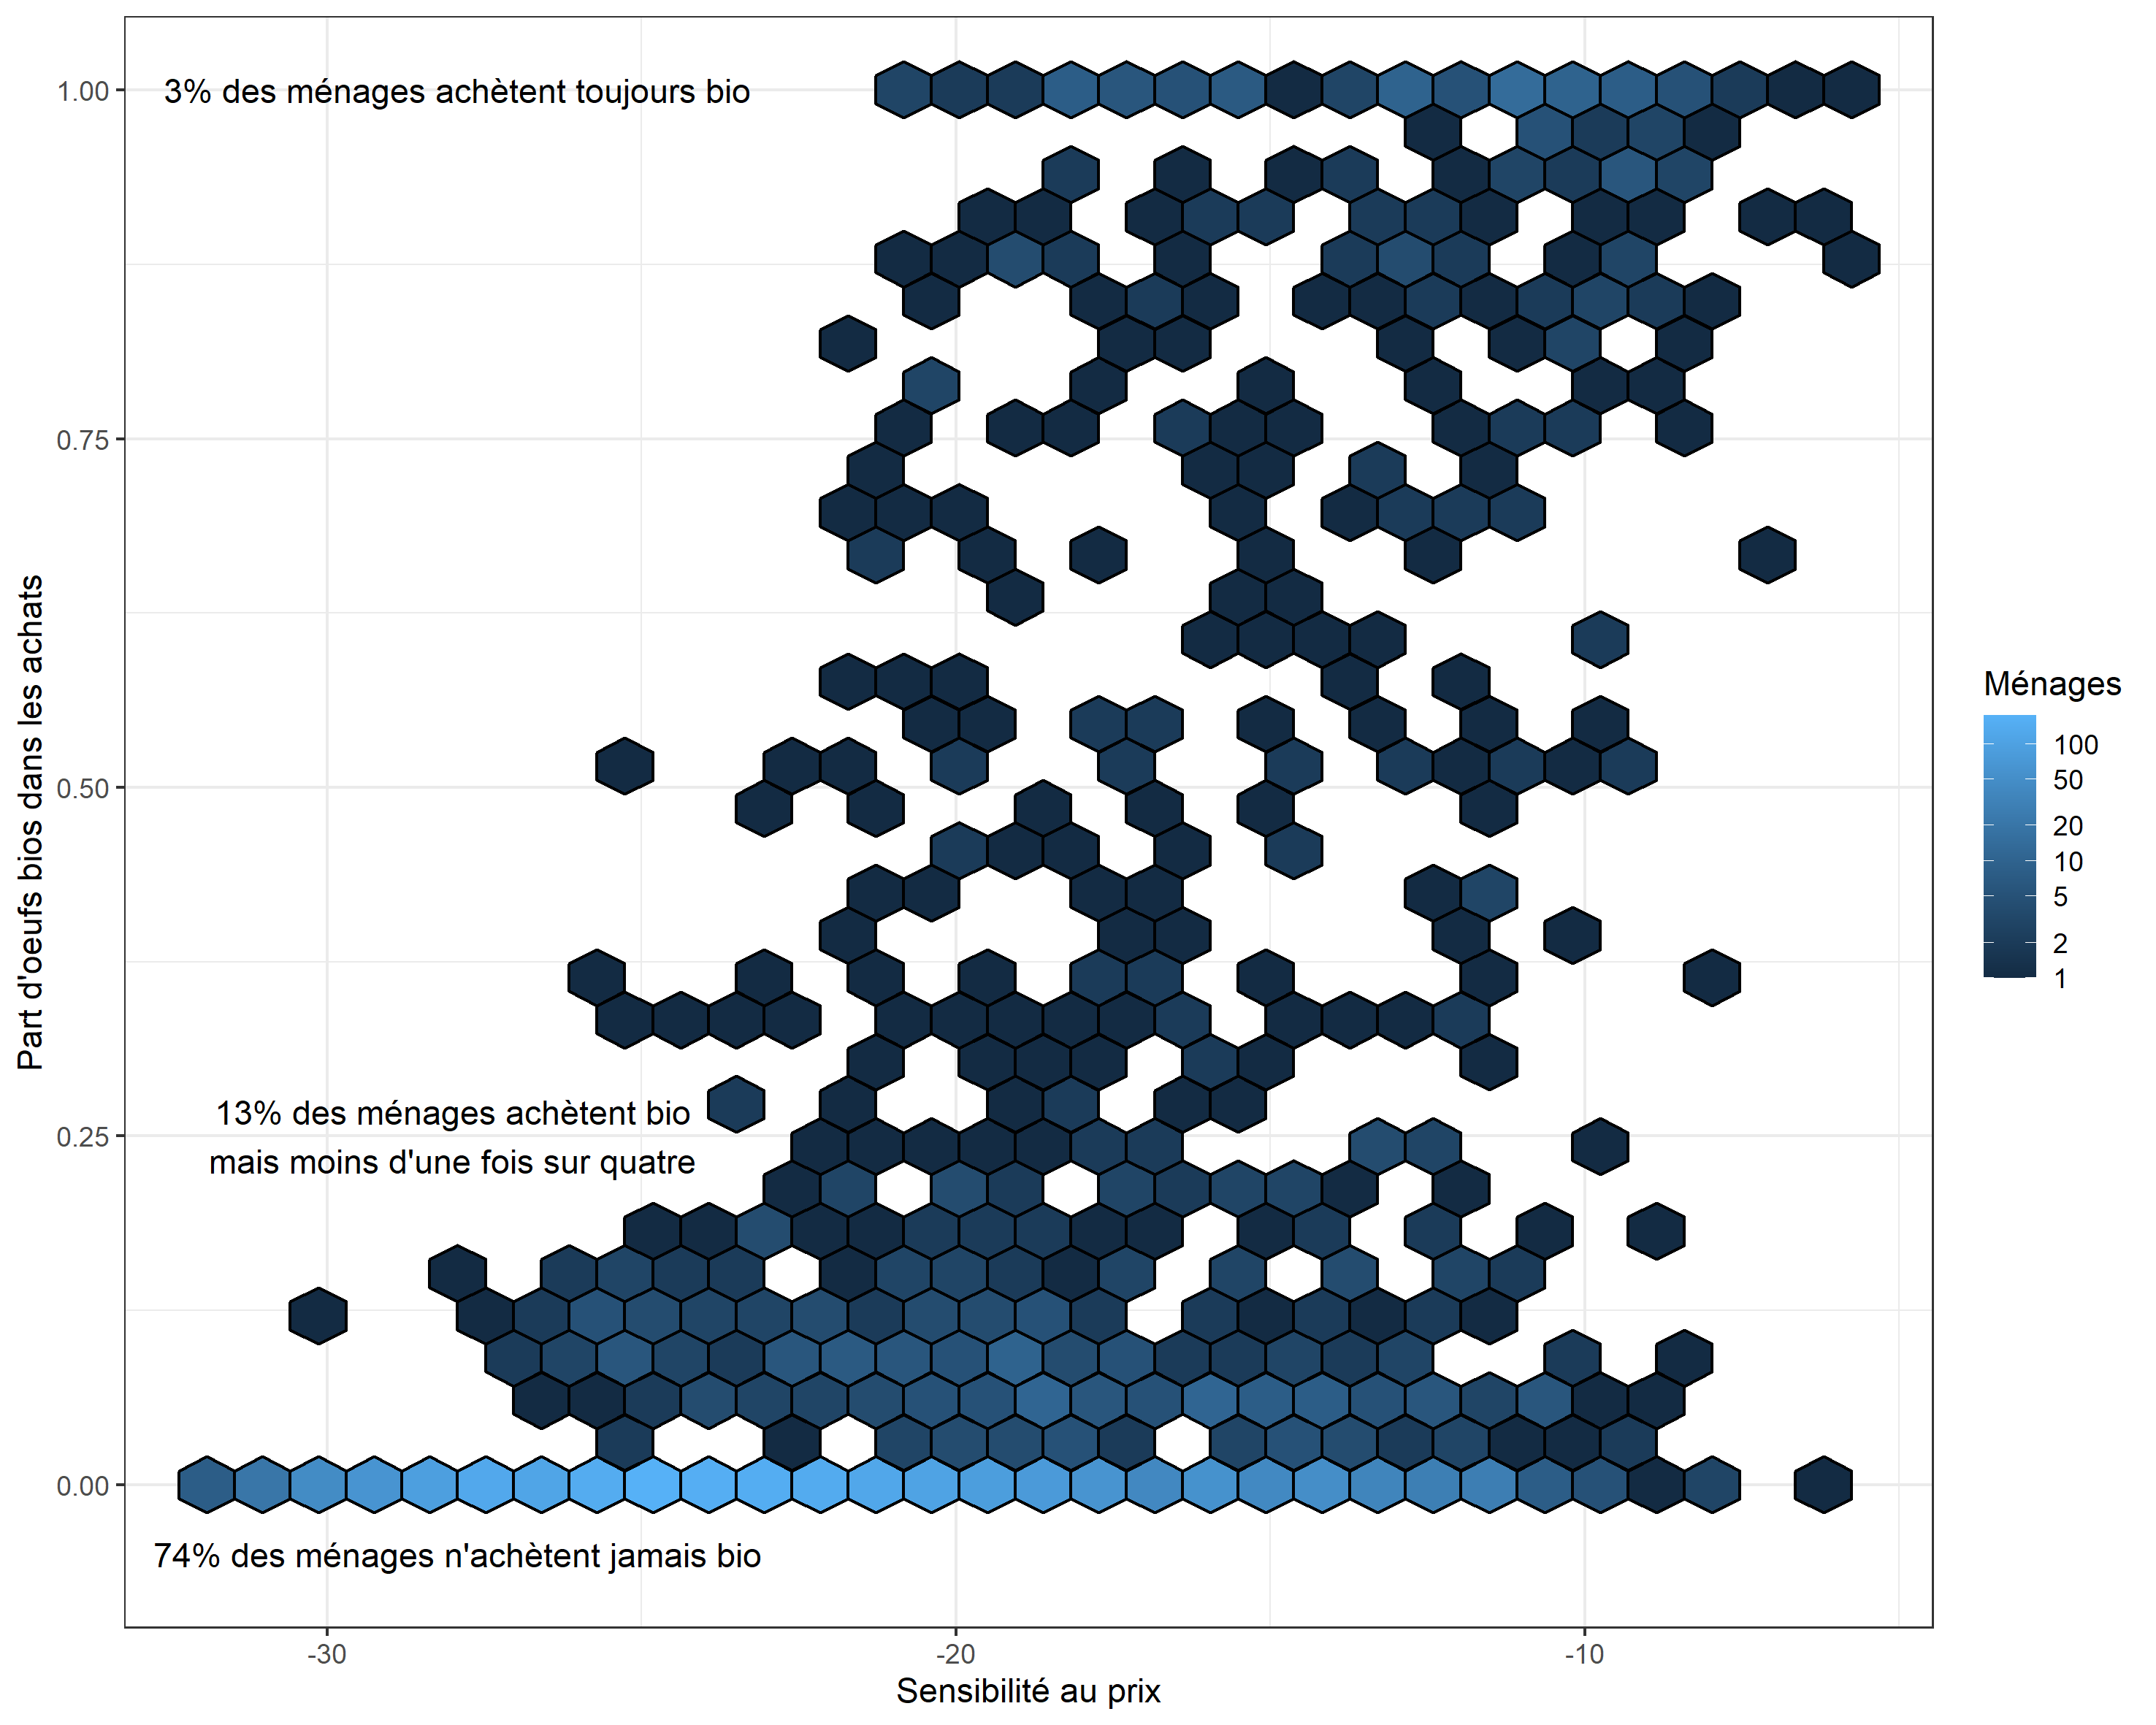 3% des ménages achètent toujours bio
1.00
0.75
Part d'oeufs bios dans les achats
0.50
13% des ménages achètent bio
mais moins d'une fois sur quatre
0.25
0.00
74% des ménages n'achètent jamais bio
-30
-20
-10
Sensibilité au prix
Ménages
100
50
20
10
5
2
1